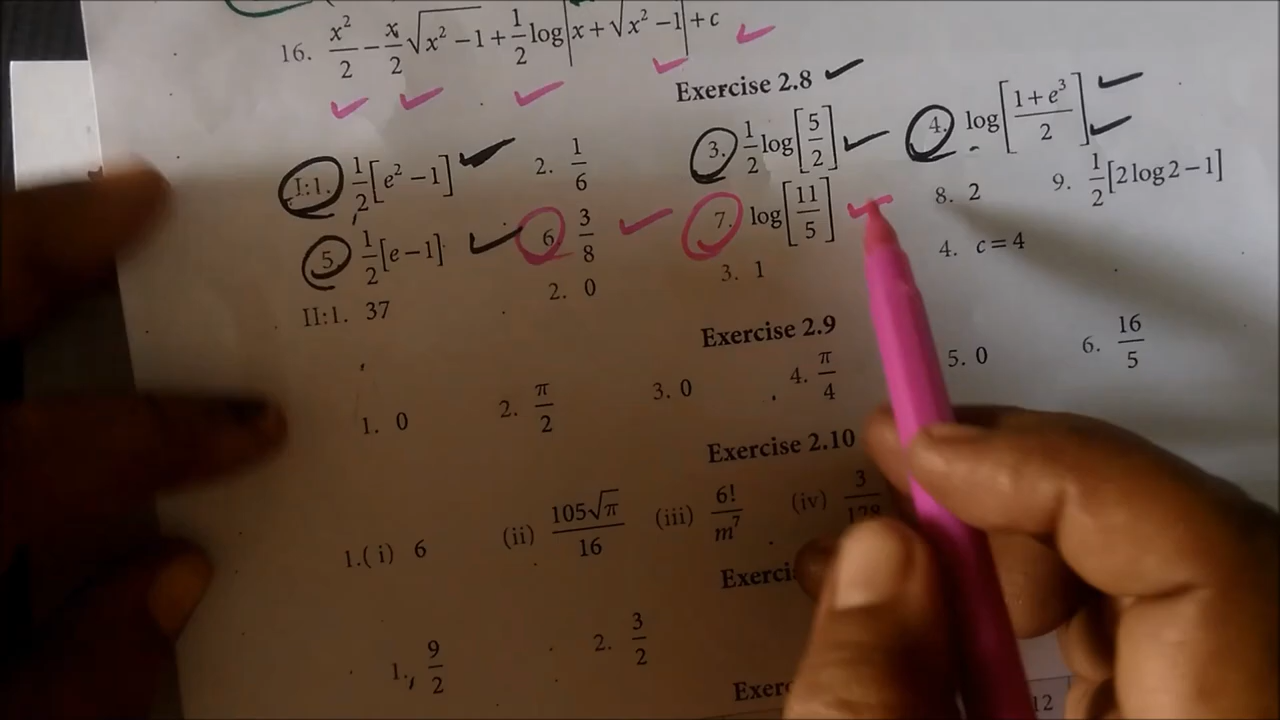 16. x²/2 − x/2 √(x² − 1) + 1/2 log|x + √(x² − 1)| + c
Exercise 2.8
I:1. 1/2[e² − 1] 2. 1/6 3. 1/2 log[5/2] 4. log[(1 + e³)/2]
5. 1/2[e − 1] 6. 3/8 7. log[11/5] 8. 2 9. 1/2[2log2 − 1]
II:1. 37 2. 0 3. 1 4. c = 4
Exercise 2.9
1. 0 2. π/2 3. 0 4. π/4 5. 0 6. 16/5
Exercise 2.10
1.(i) 6 (ii) 105√π/16 (iii) 6!/m⁷ (iv) 3/128
1. 9/2 2. 3/2
12